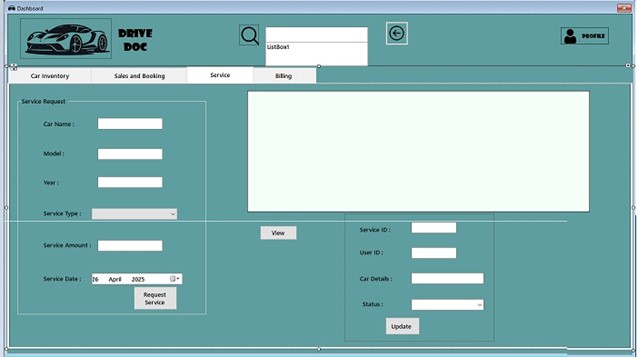 Dashboard
DRIVE
DOC
ListBox1
PROFILE
Car Inventory
Sales and Booking
Service
Billing
Service Request
Car Name :
Model :
Year :
Service Type :
Service Amount :
Service Date :
26 April 2025
Request
Service
View
Service ID :
User ID :
Car Details :
Status :
Update